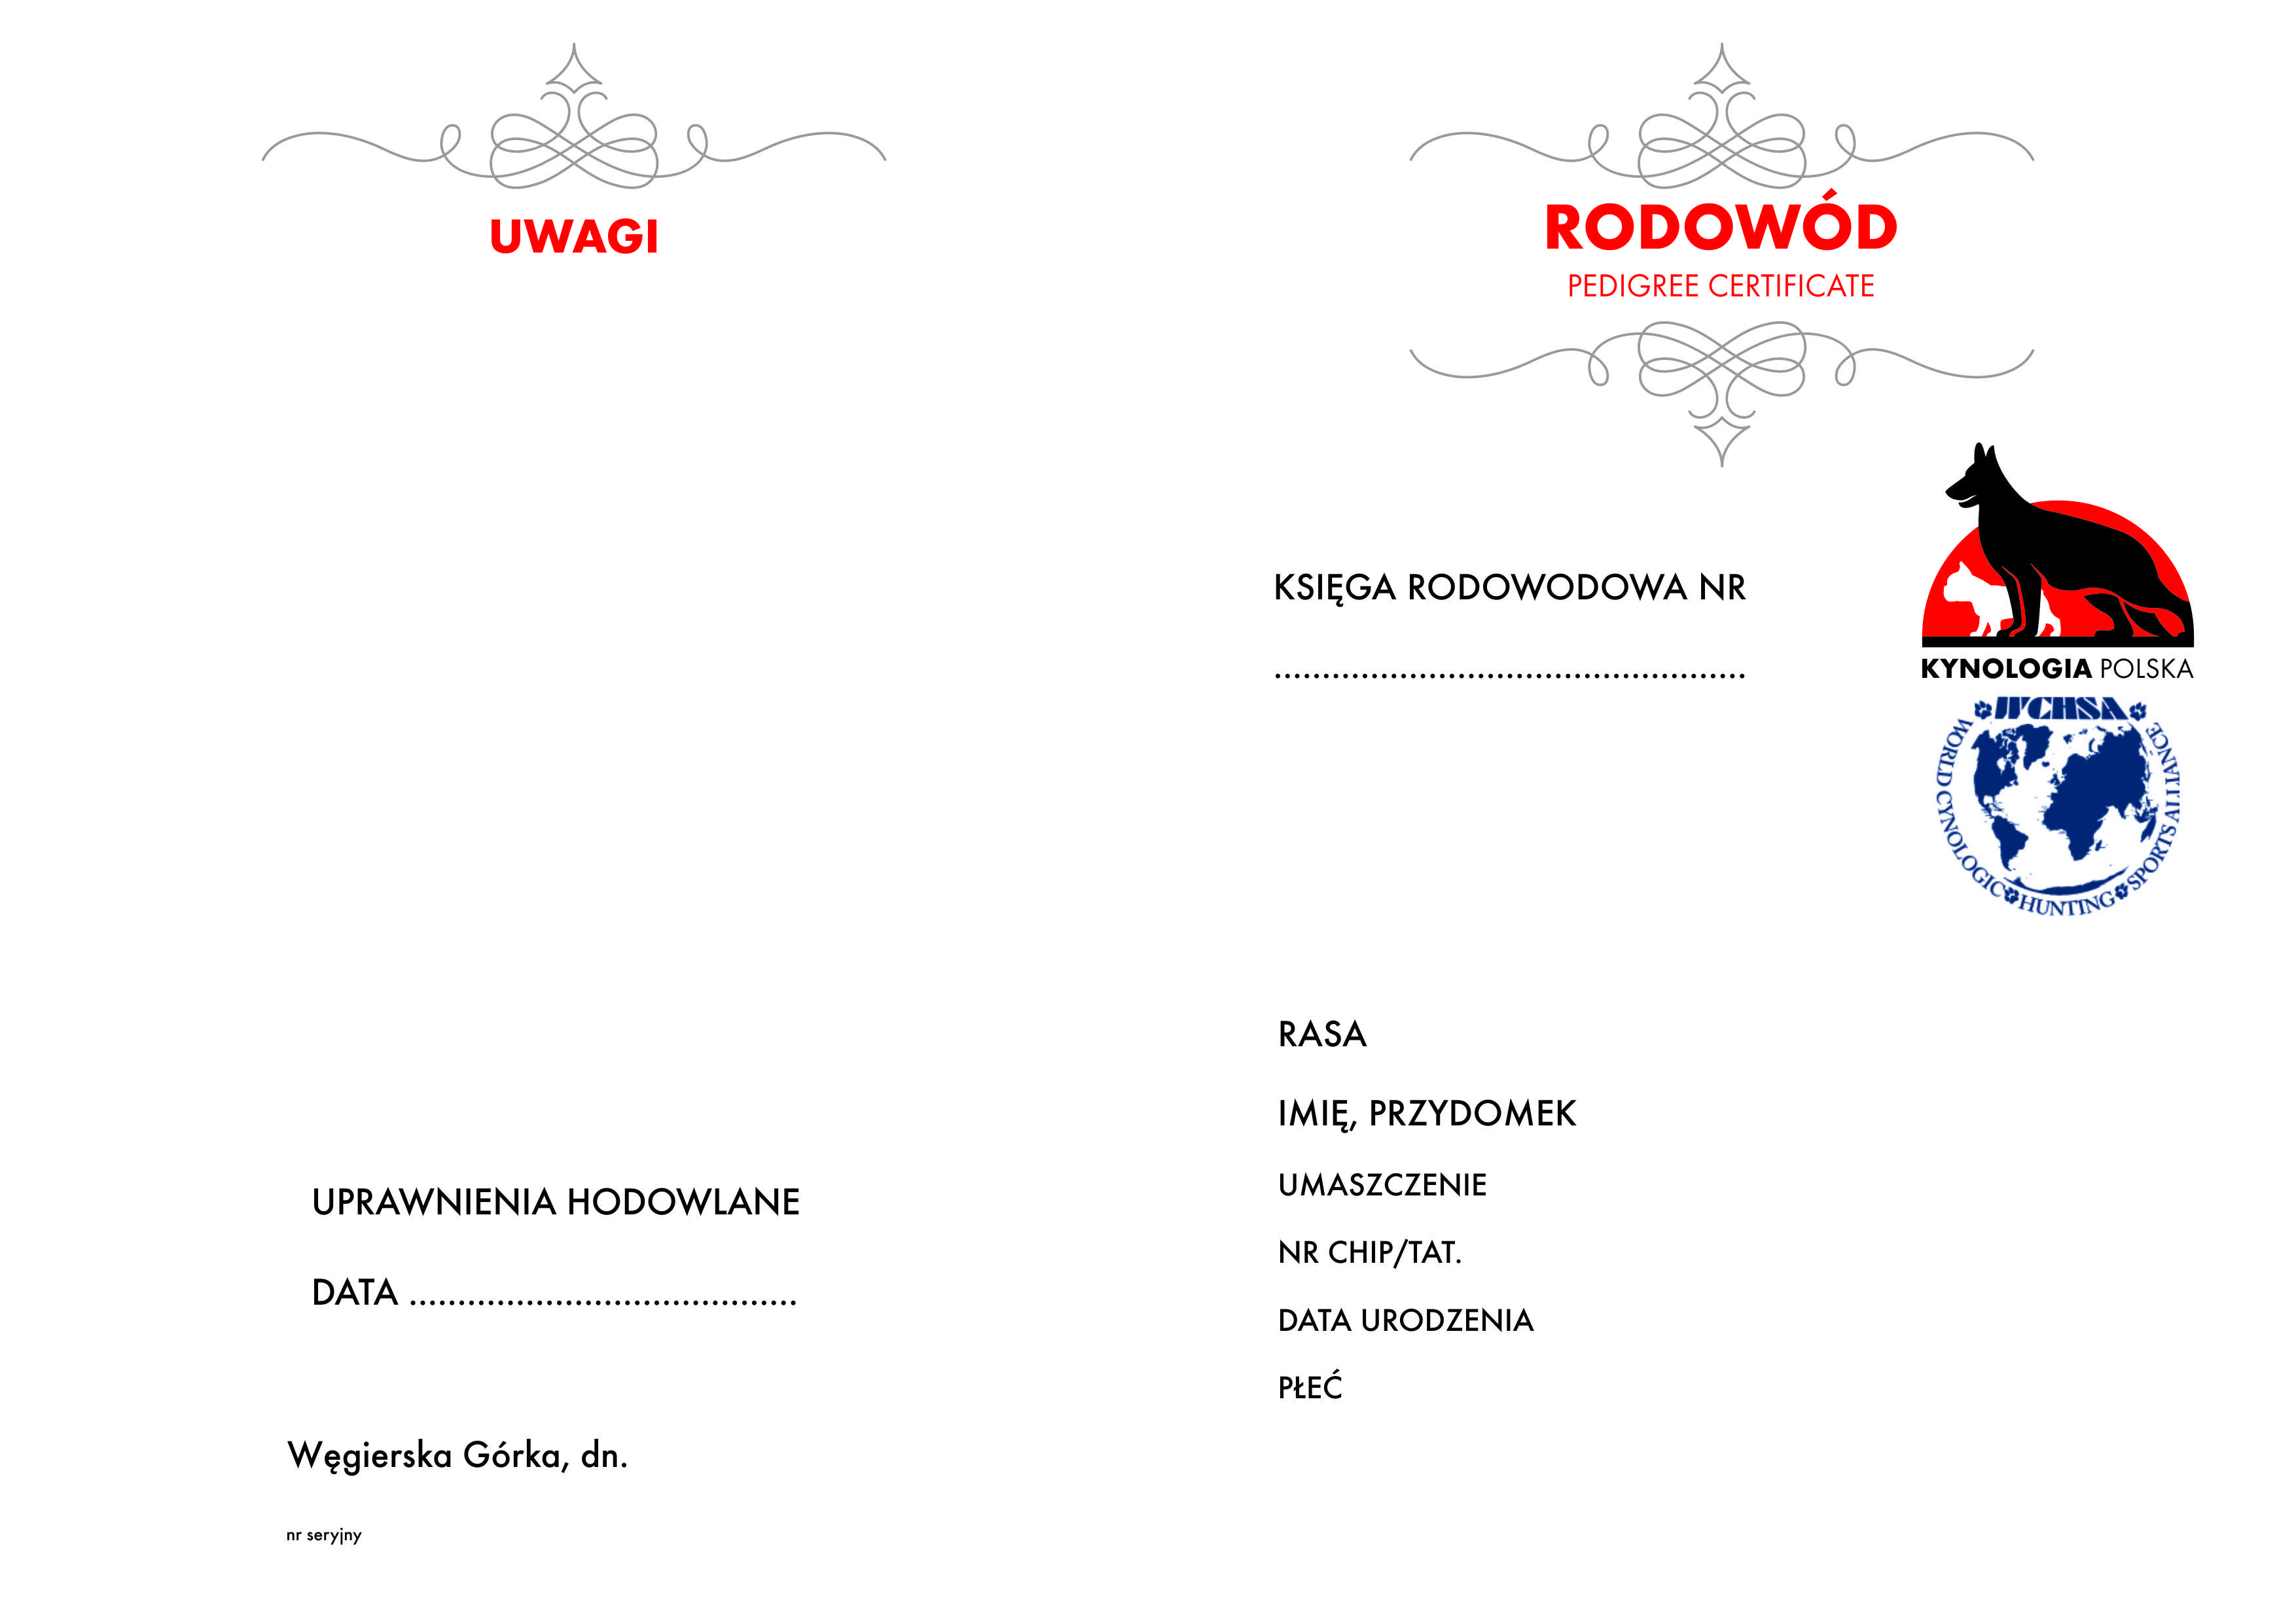 UWAGI
UPRAWNIENIA HODOWLANE
DATA ........................................
Węgierska Górka, dn.
nr seryjny
RODOWÓD
PEDIGREE CERTIFICATE
KSIĘGA RODOWODOWA NR
.................................................
KYNOLOGIA POLSKA
WCHSA
WORLD CYNOLOGIC HUNTING SPORTS ALLIANCE
RASA
IMIĘ, PRZYDOMEK
UMASZCZENIE
NR CHIP/TAT.
DATA URODZENIA
PŁEĆ